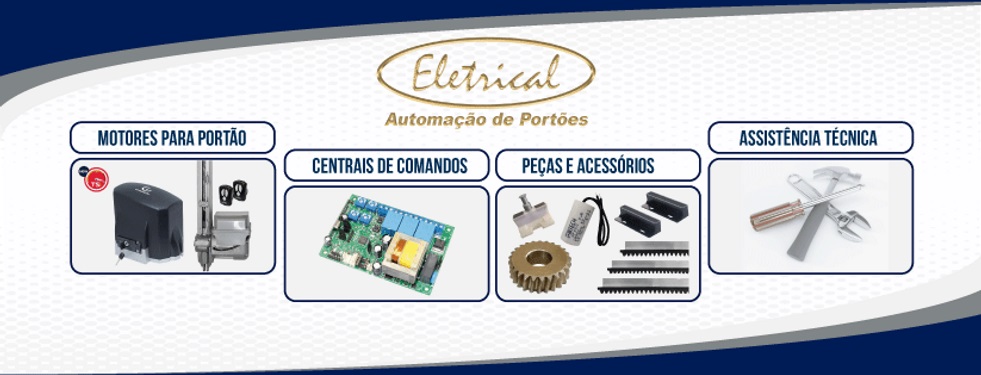 Eletrical
Automação de Portões
MOTORES PARA PORTÃO
CENTRAIS DE COMANDOS
PEÇAS E ACESSÓRIOS
ASSISTÊNCIA TÉCNICA